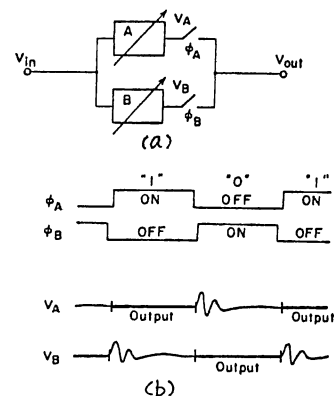 A V_A
φ_A
V_in V_out
B V_B
φ_B
(a)
"1" "0" "1"
φ_A ON OFF ON
φ_B OFF ON OFF
V_A Output Output
V_B Output
(b)